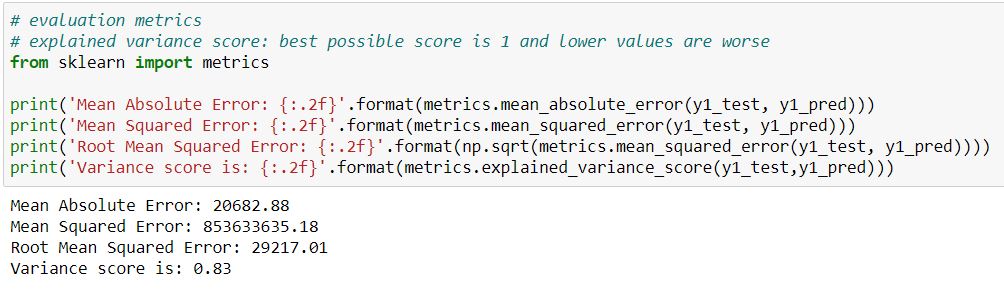 # evaluation metrics
# explained variance score: best possible score is 1 and lower values are worse
from sklearn import metrics
print('Mean Absolute Error: {:.2f}'.format(metrics.mean_absolute_error(y1_test, y1_pred)))
print('Mean Squared Error: {:.2f}'.format(metrics.mean_squared_error(y1_test, y1_pred)))
print('Root Mean Squared Error: {:.2f}'.format(np.sqrt(metrics.mean_squared_error(y1_test, y1_pred))))
print('Variance score is: {:.2f}'.format(metrics.explained_variance_score(y1_test,y1_pred)))
Mean Absolute Error: 20682.88
Mean Squared Error: 853633635.18
Root Mean Squared Error: 29217.01
Variance score is: 0.83